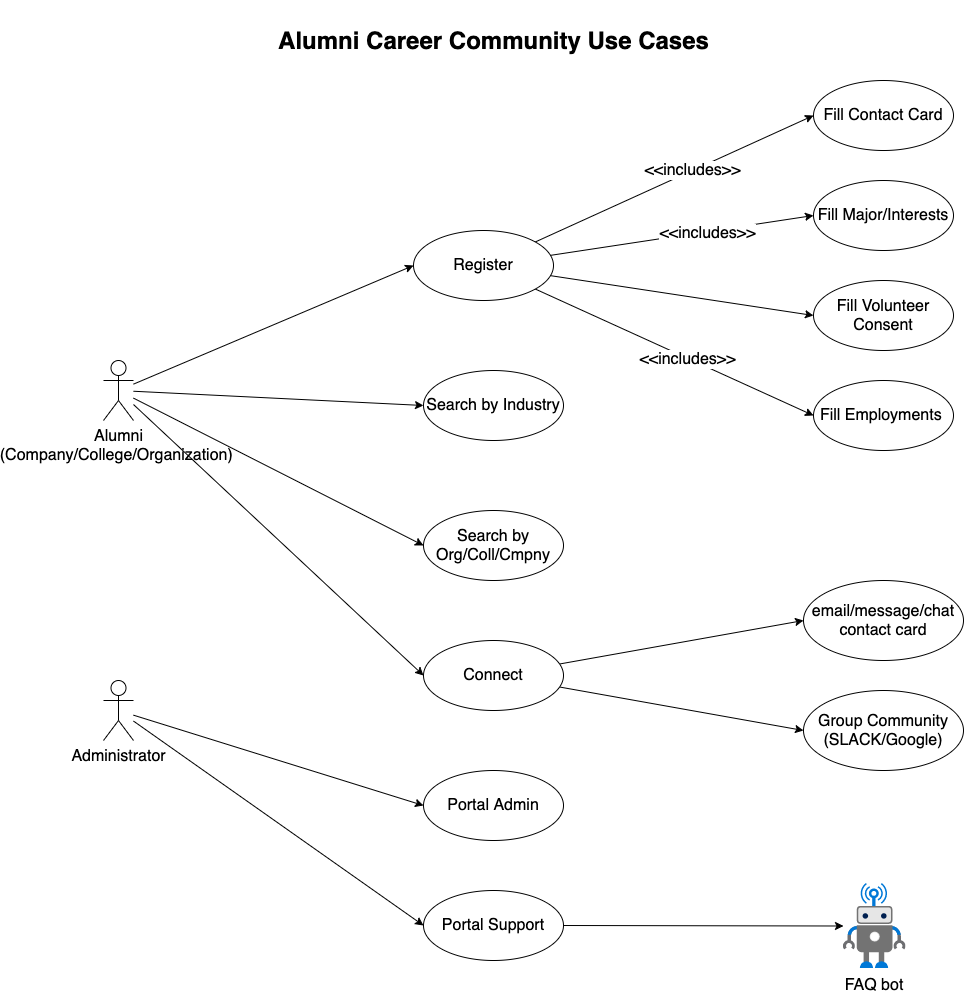 Alumni Career Community Use Cases
Fill Contact Card
<<includes>>
Fill Major/Interests
<<includes>>
Register
Fill Volunteer
Consent
<<includes>>
Fill Employments
Search by Industry
Alumni
(Company/College/Organization)
Search by
Org/Coll/Cmpny
email/message/chat
contact card
Connect
Group Community
(SLACK/Google)
Administrator
Portal Admin
Portal Support
FAQ bot